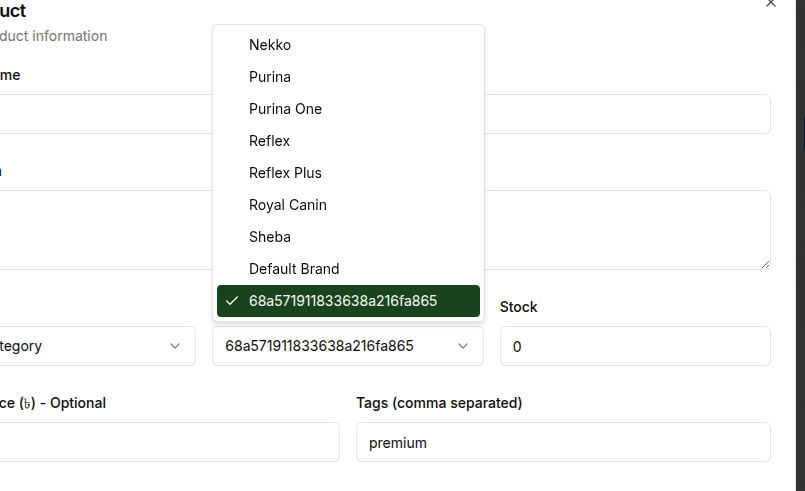 uct
duct information
me
Nekko
Purina
Purina One
Reflex
Reflex Plus
Royal Canin
Sheba
Default Brand
68a571911833638a216fa865
Stock
tegory
68a571911833638a216fa865
0
ce (৳) - Optional
Tags (comma separated)
premium